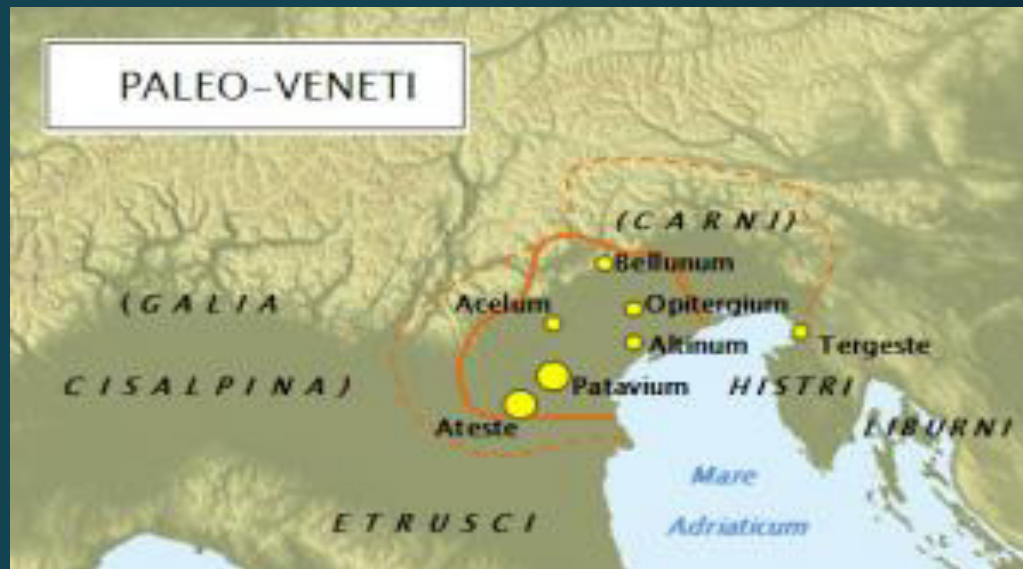 PALEO-VENETI
(CARNI)
Bellunum
(GALIA
Acelum
Opitergium
Altinum
Tergeste
CISALPINA)
Patavium
HISTRI
Ateste
LIBURNI
Mare
ETRUSCI
Adriaticum